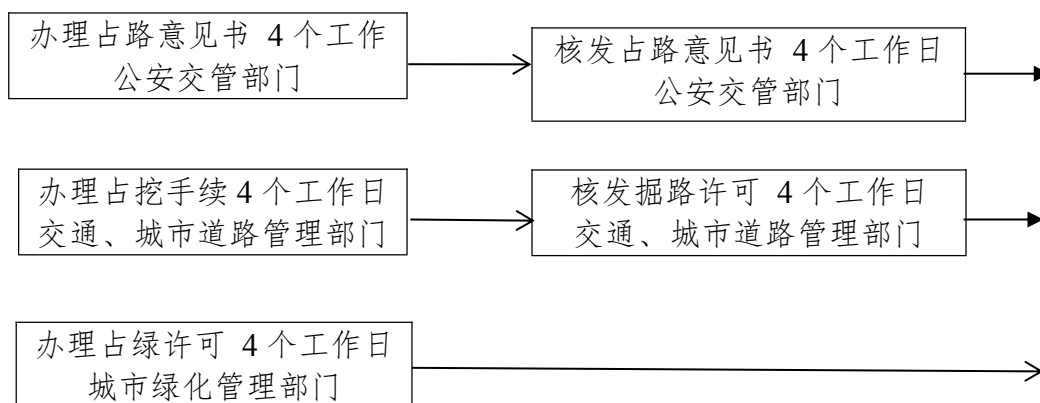 办理占路意见书 4 个工作
公安交管部门
核发占路意见书 4 个工作日
公安交管部门
办理占挖手续 4 个工作日
交通、城市道路管理部门
核发掘路许可 4 个工作日
交通、城市道路管理部门
办理占绿许可 4 个工作日
城市绿化管理部门